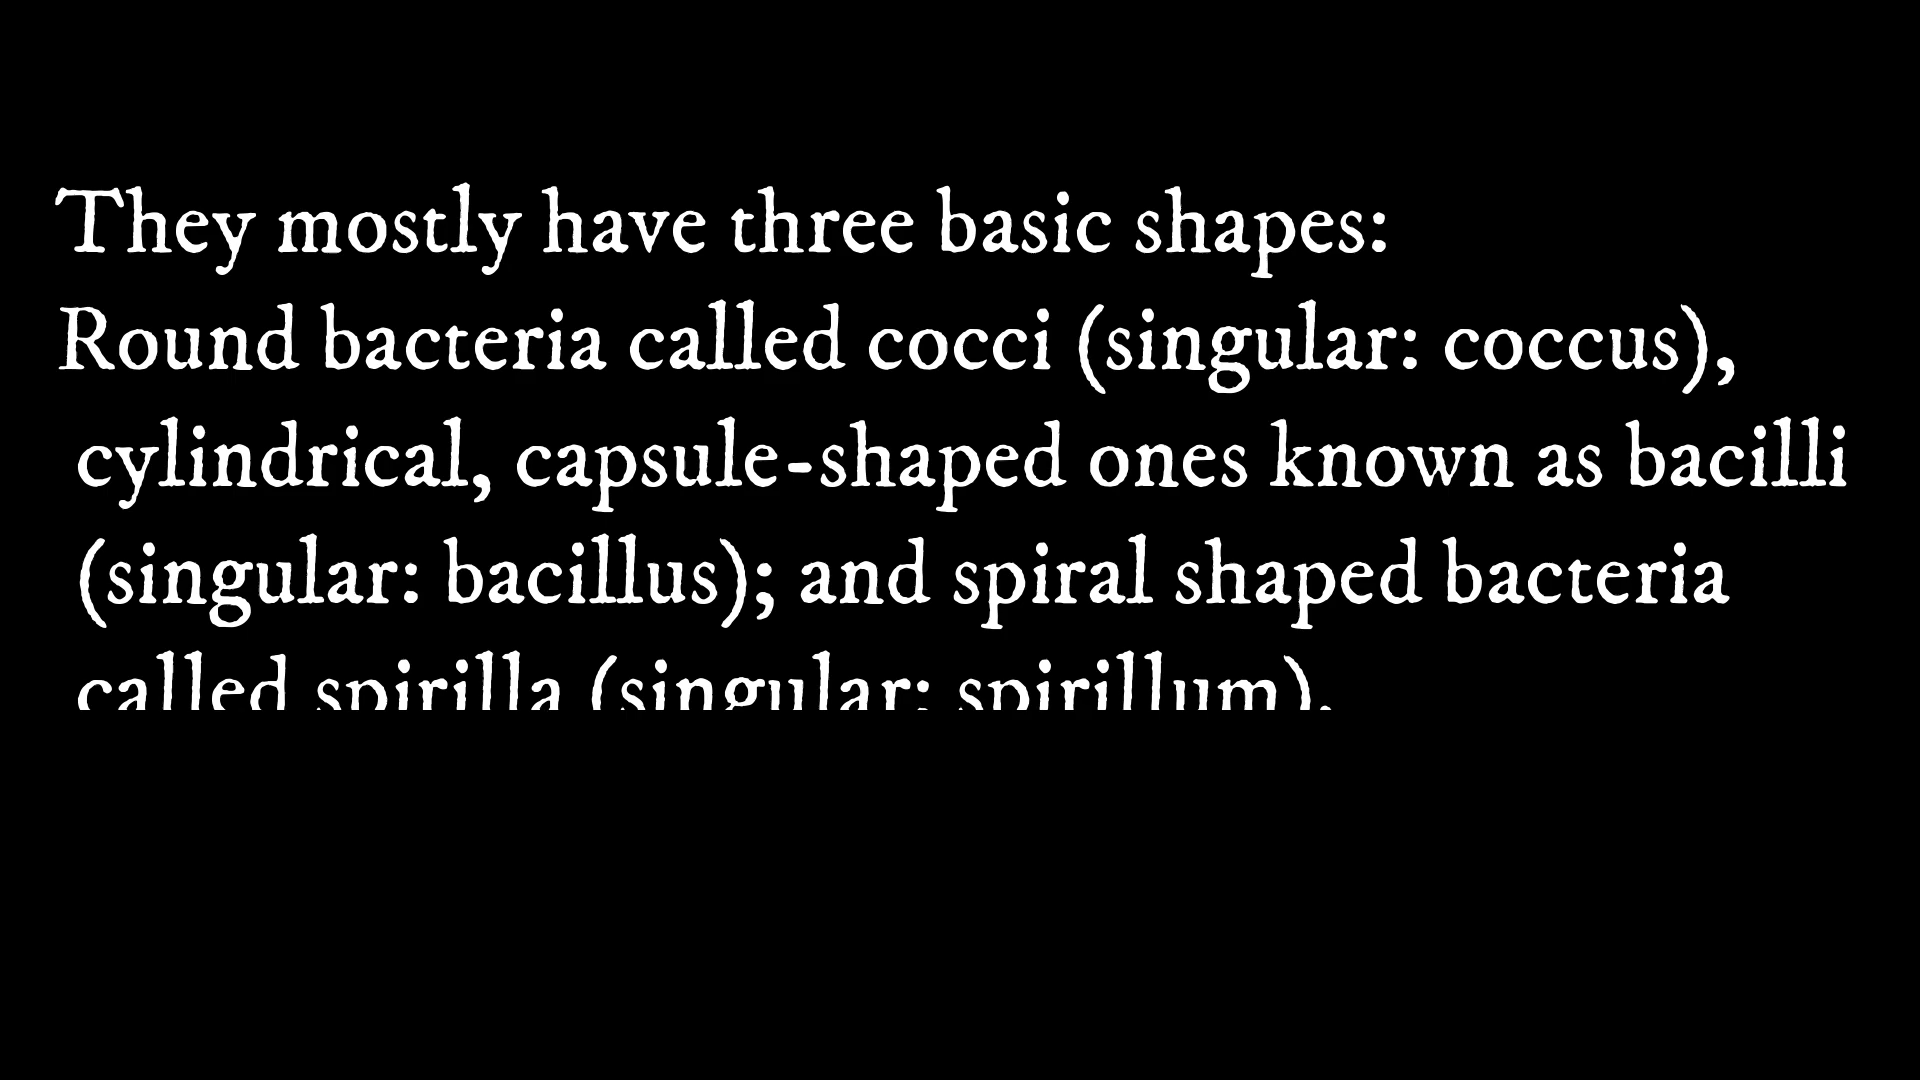 They mostly have three basic shapes:
Round bacteria called cocci (singular: coccus),
cylindrical, capsule-shaped ones known as bacilli
(singular: bacillus); and spiral shaped bacteria
called spirilla (singular: spirillum).